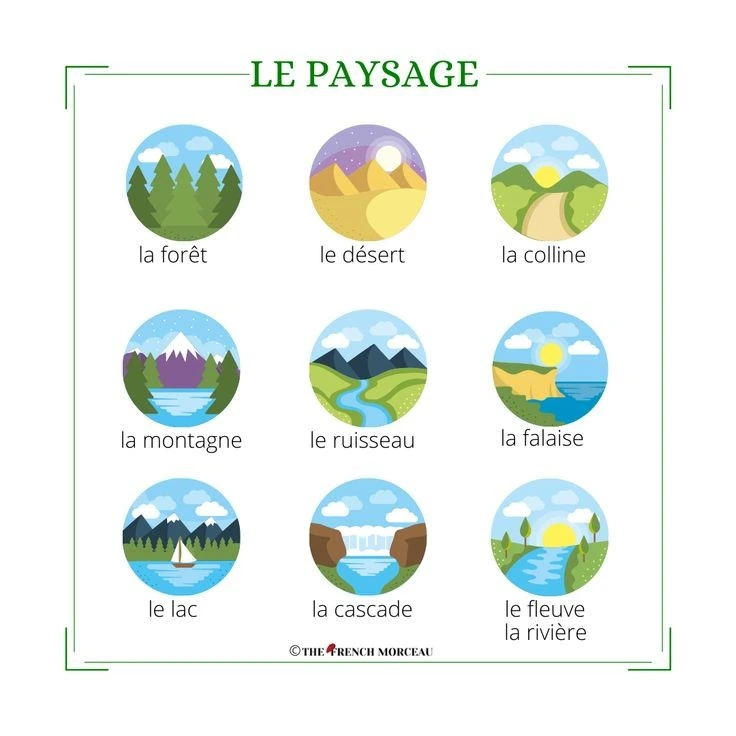 LE PAYSAGE
la forêt
le désert
la colline
la montagne
le ruisseau
la falaise
le lac
la cascade
le fleuve
la rivière
©THE FRENCH MORCEAU